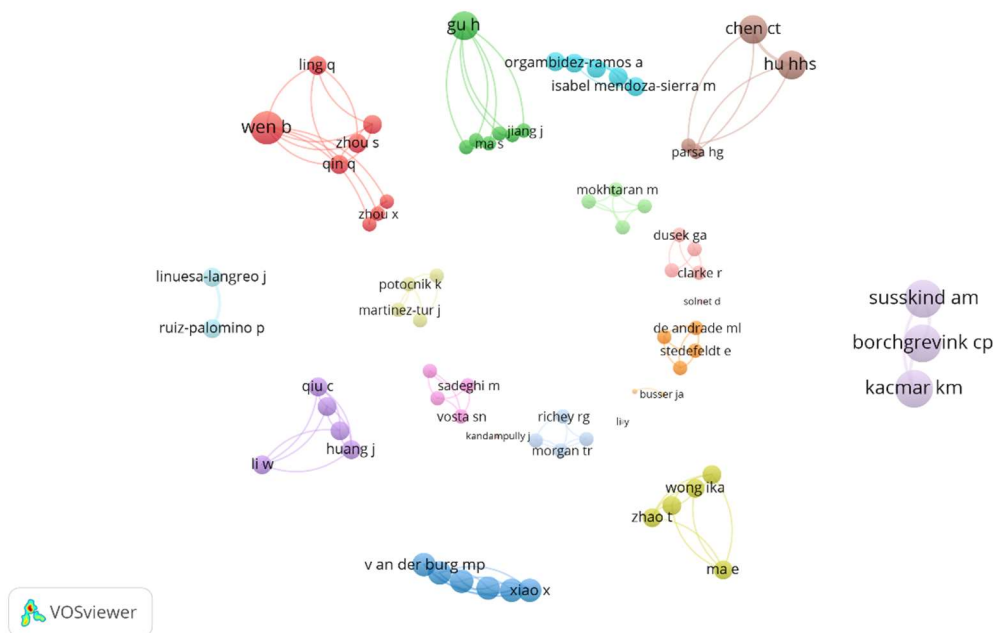 gu h
chen ct
ling q
orgambidez-ramos a
hu hhs
isabel mendoza-sierra m
wen b
jiang j
zhou s
ma s
parsa hg
qin q
mokhtaran m
zhou x
dusek ga
clarke r
linuesa-langreo j
potocnik k
solnet d
susskind am
martinez-tur j
ruiz-palomino p
de andrade ml
borchgrevink cp
stedefeldt e
qiu c
sadeghi m
kacmar km
busser ja
vosta sn
richey rg
kandampully j
huang j
morgan tr
li w
wong ika
zhao t
v an der burg mp
xiao x
ma e
VOSviewer